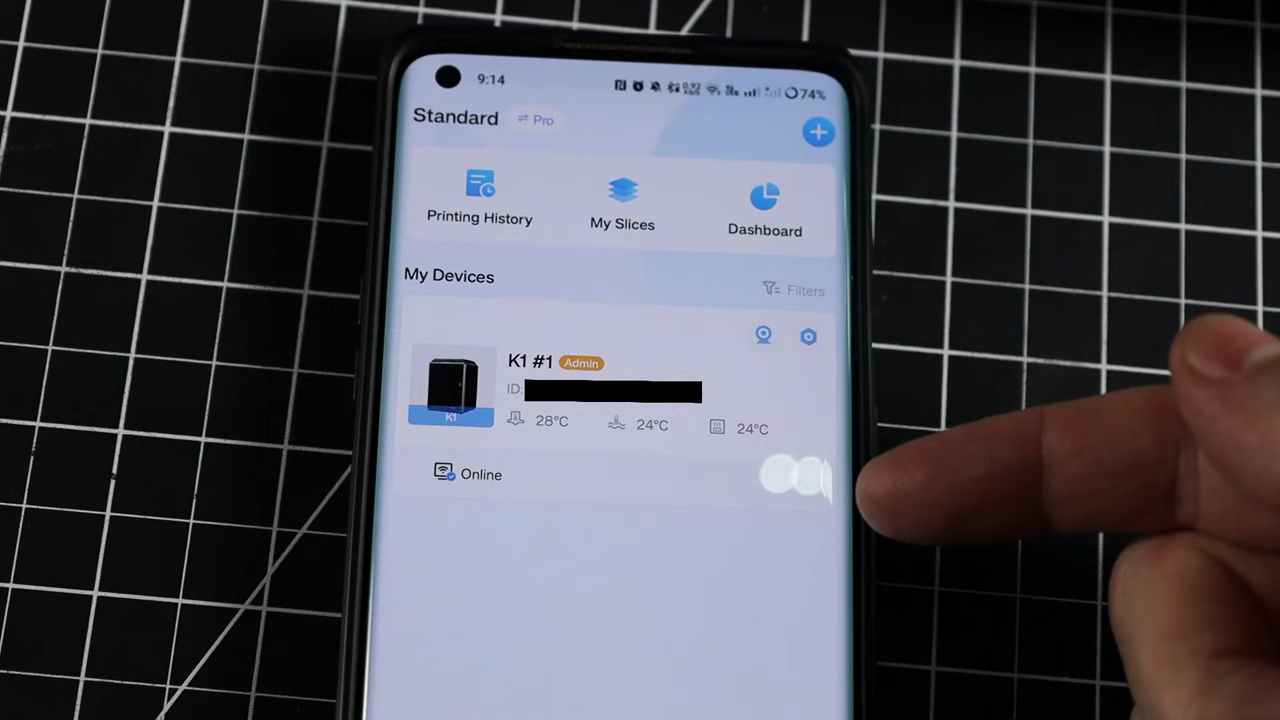 9:14
74%
Standard
Pro
Printing History
My Slices
Dashboard
My Devices
Filters
K1 #1 Admin
ID:
K1
28°C
24°C
24°C
Online